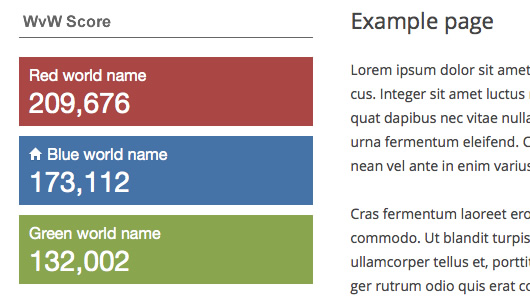 WvW Score
Red world name
209,676
Blue world name
173,112
Green world name
132,002
Example page
Lorem ipsum dolor sit amet
cus. Integer sit amet luctus
quat dapibus nec vitae nulla
urna fermentum eleifend. C
nean vel ante in enim varius
Cras fermentum laoreet ero
commodo. Ut blandit turpis
ullamcorper tellus et, portti
ger rutrum odio quis erat co